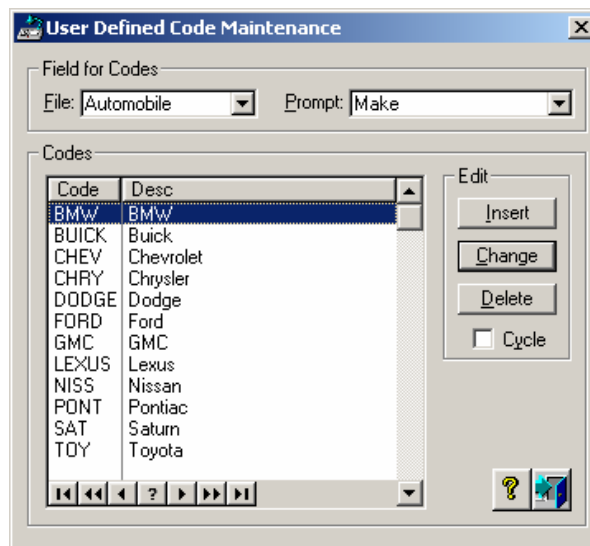 User Defined Code Maintenance
Field for Codes
File: Automobile Prompt: Make
Codes
Code Desc
BMW BMW
BUICK Buick
CHEV Chevrolet
CHRY Chrysler
DODGE Dodge
FORD Ford
GMC GMC
LEXUS Lexus
NISS Nissan
PONT Pontiac
SAT Saturn
TOY Toyota
?
Edit
Insert
Change
Delete
Cycle
?